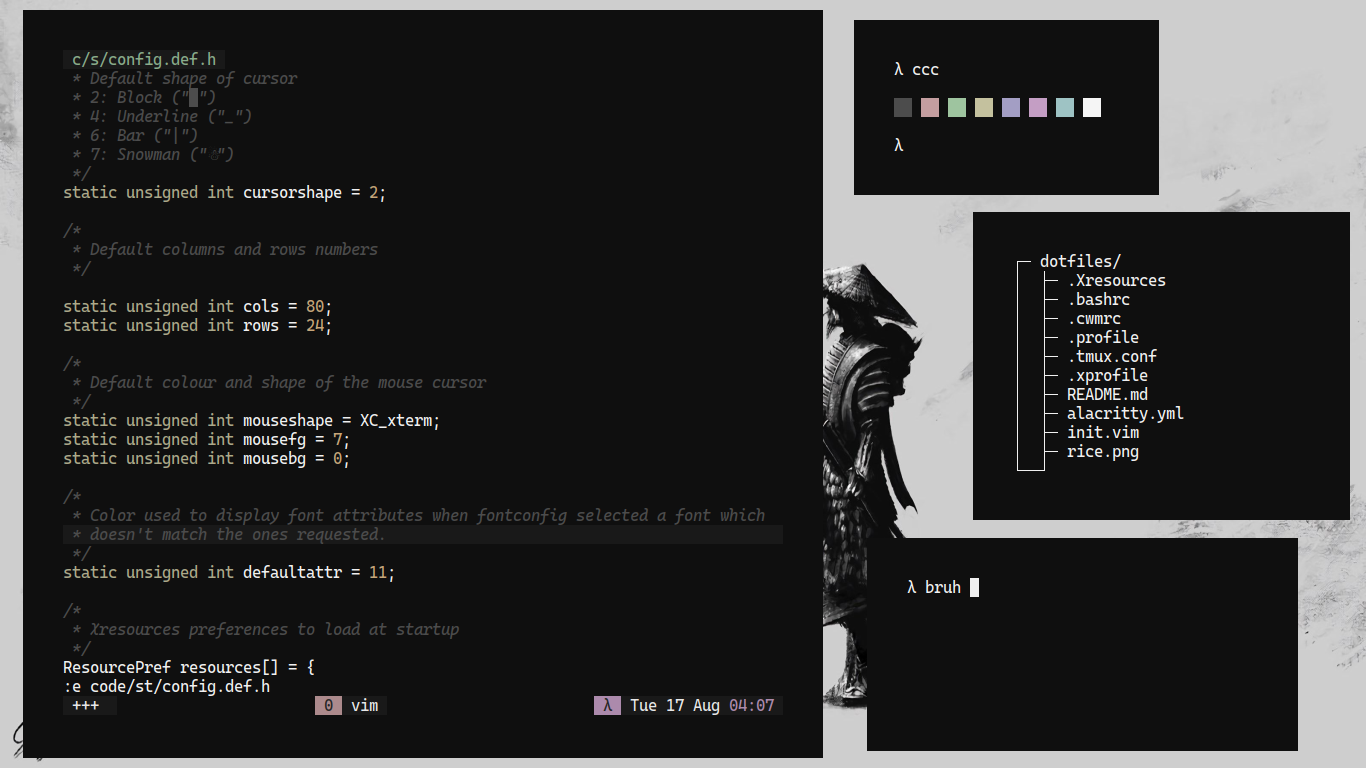 c/s/config.def.h
 * Default shape of cursor
 * 2: Block ("█")
 * 4: Underline ("_")
 * 6: Bar ("|")
 * 7: Snowman ("☃")
 */
static unsigned int cursorshape = 2;
/*
 * Default columns and rows numbers
 */
static unsigned int cols = 80;
static unsigned int rows = 24;
/*
 * Default colour and shape of the mouse cursor
 */
static unsigned int mouseshape = XC_xterm;
static unsigned int mousefg = 7;
static unsigned int mousebg = 0;
/*
 * Color used to display font attributes when fontconfig selected a font which
 * doesn't match the ones requested.
 */
static unsigned int defaultattr = 11;
/*
 * Xresources preferences to load at startup
 */
ResourcePref resources[] = {
:e code/st/config.def.h
+++ 0 vim λ Tue 17 Aug 04:07
λ ccc
λ
dotfiles/
.Xresources
.bashrc
.cwmrc
.profile
.tmux.conf
.xprofile
README.md
alacritty.yml
init.vim
rice.png
λ bruh